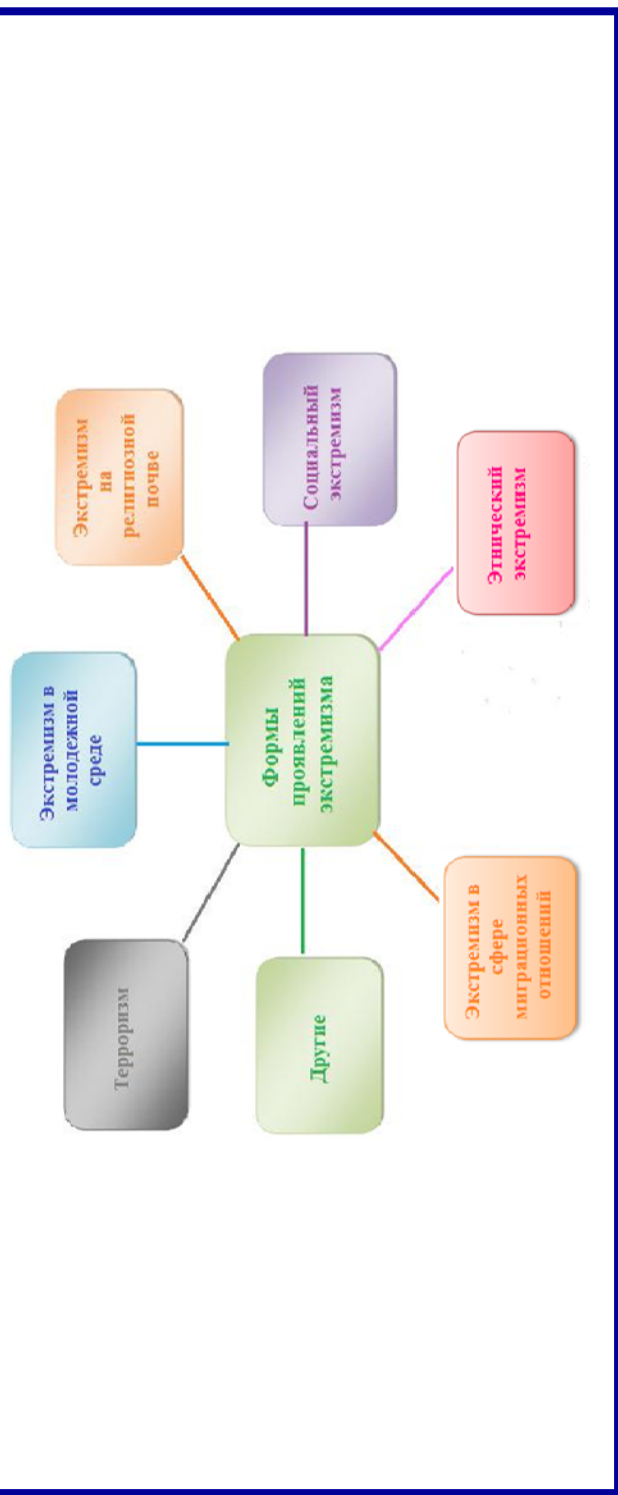 Экстремизм в
молодежной
среде
Терроризм
Экстремизм
на
религиозной
почве
Другие
Формы
проявлений
экстремизма
Социальный
экстремизм
Экстремизм в
сфере
миграционных
отношений
Этнический
экстремизм